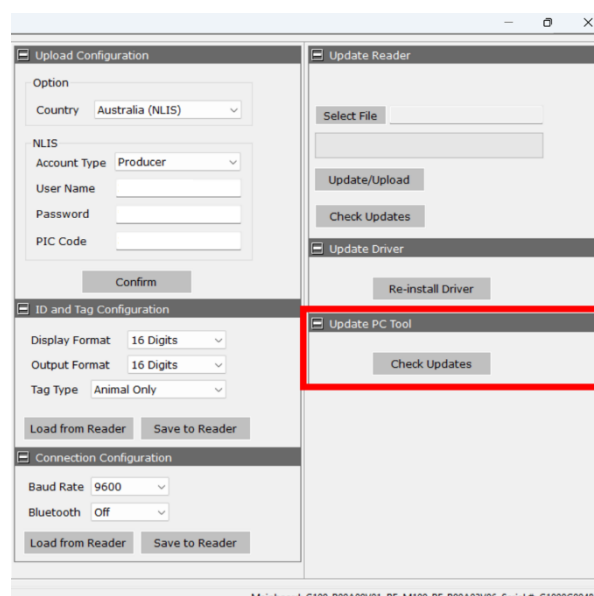 Upload Configuration
Option
Country Australia (NLIS)
NLIS
Account Type Producer
User Name
Password
PIC Code
Confirm
ID and Tag Configuration
Display Format 16 Digits
Output Format 16 Digits
Tag Type Animal Only
Load from Reader Save to Reader
Connection Configuration
Baud Rate 9600
Bluetooth Off
Load from Reader Save to Reader
Update Reader
Select File
Update/Upload
Check Updates
Update Driver
Re-install Driver
Update PC Tool
Check Updates